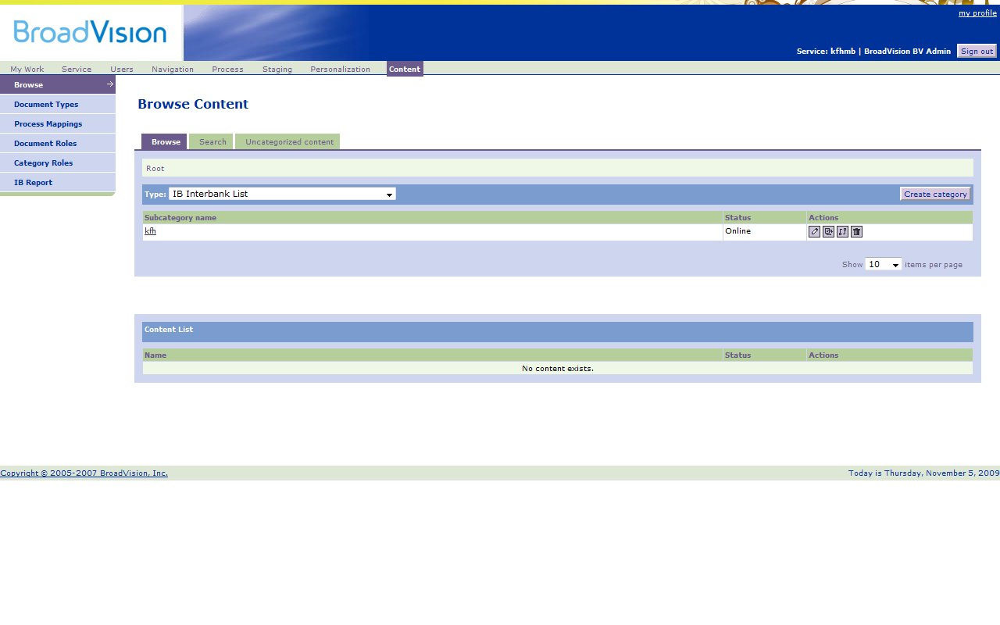 BroadVision
my profile
Service: kfhmb | BroadVision BV Admin Sign out
My Work Service Users Navigation Process Staging Personalization Content
Browse
Document Types
Process Mappings
Document Roles
Category Roles
IB Report
Browse Content
Browse Search Uncategorized content
Root
Type: IB Interbank List Create category
Subcategory name Status Actions
kfh Online
Show 10 items per page
Content List
Name Status Actions
No content exists.
Copyright © 2005-2007 BroadVision, Inc. Today is Thursday, November 5, 2009